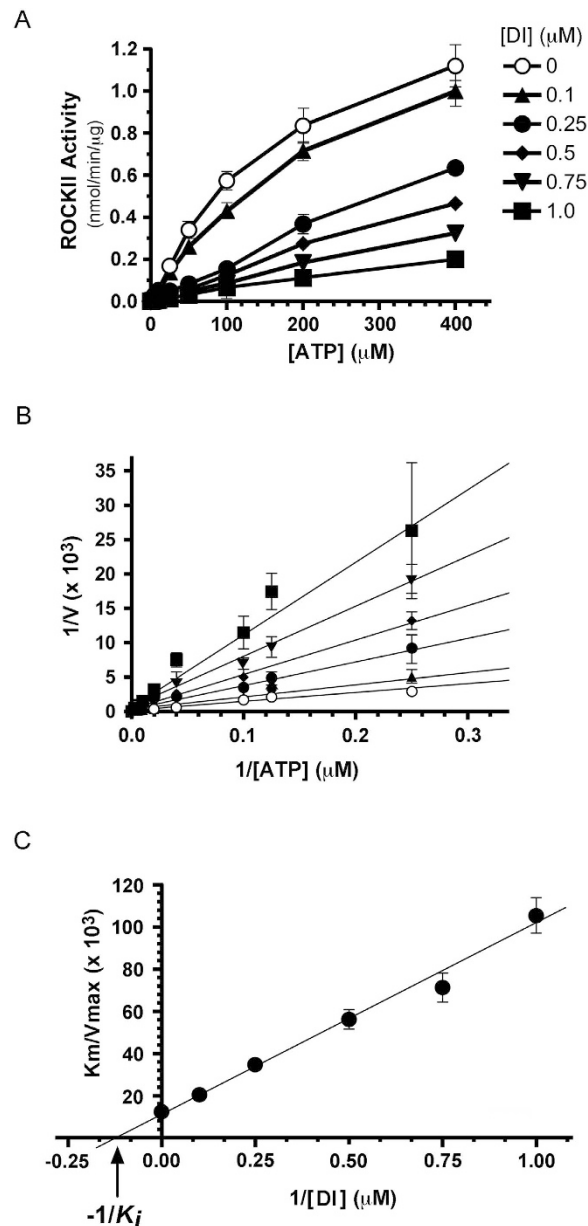 A
[DI] (μM)
0
0.1
0.25
0.5
0.75
1.0
ROCKII Activity
(nmol/min/μg)
1.2
1.0
0.8
0.6
0.4
0.2
0.0
0 100 200 300 400
[ATP] (μM)
B
1/V (x 10³)
35
30
25
20
15
10
5
0
0.0 0.1 0.2 0.3
1/[ATP] (μM)
C
Km/Vmax (x 10³)
120
100
80
60
40
20
-0.25 0.00 0.25 0.50 0.75 1.00
-1/Ki
1/[DI] (μM)